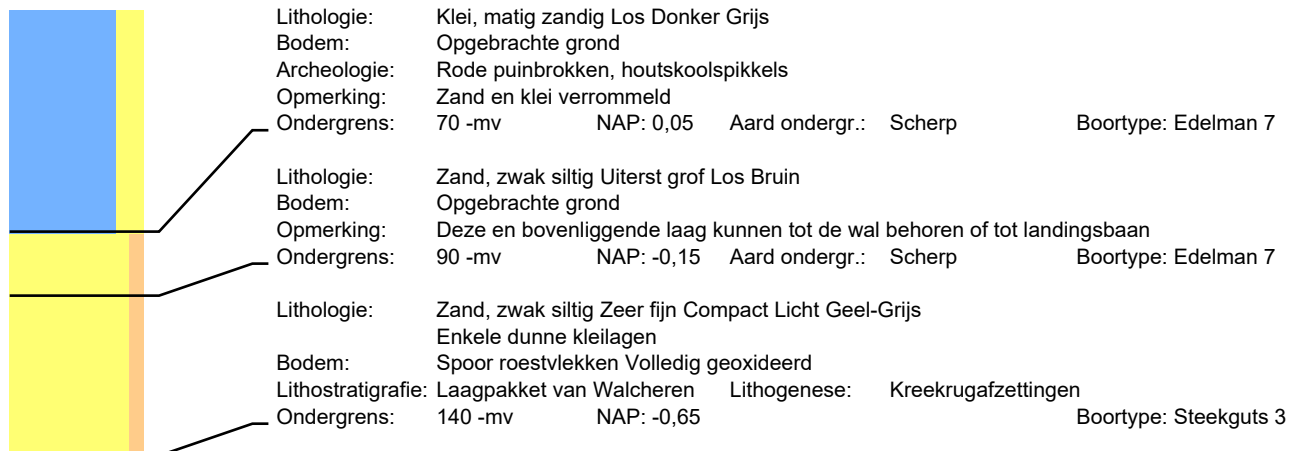 Lithologie: Klei, matig zandig Los Donker Grijs
Bodem: Opgebrachte grond
Archeologie: Rode puinbrokken, houtskoolspikkels
Opmerking: Zand en klei verrommeld
Ondergrens: 70 -mv NAP: 0,05 Aard ondergr.: Scherp Boortype: Edelman 7
Lithologie: Zand, zwak siltig Uiterst grof Los Bruin
Bodem: Opgebrachte grond
Opmerking: Deze en bovenliggende laag kunnen tot de wal behoren of tot landingsbaan
Ondergrens: 90 -mv NAP: -0,15 Aard ondergr.: Scherp Boortype: Edelman 7
Lithologie: Zand, zwak siltig Zeer fijn Compact Licht Geel-Grijs
Enkele dunne kleilagen
Bodem: Spoor roestvlekken Volledig geoxideerd
Lithostratigrafie: Laagpakket van Walcheren Lithogenese: Kreekrugafzettingen
Ondergrens: 140 -mv NAP: -0,65 Boortype: Steekguts 3